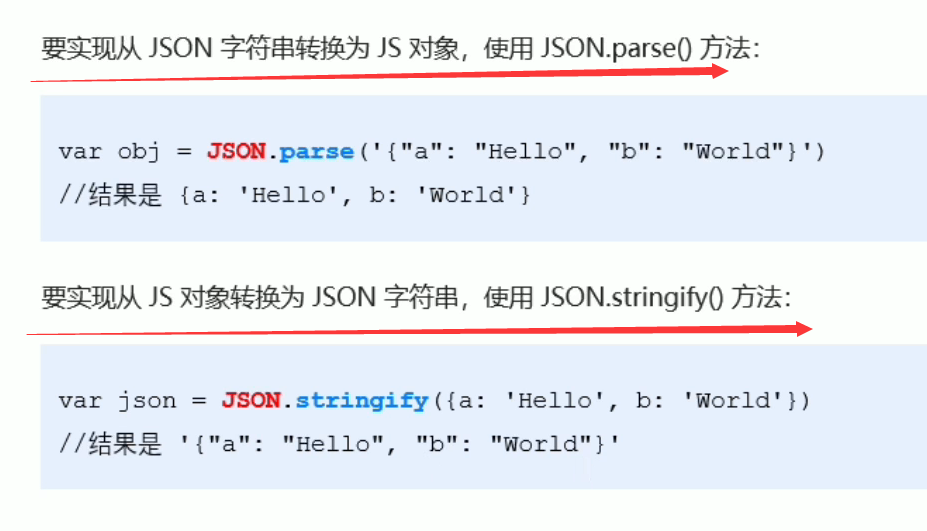 要实现从 JSON 字符串转换为 JS 对象，使用 JSON.parse() 方法：
var obj = JSON.parse('{"a": "Hello", "b": "World"}')
//结果是 {a: 'Hello', b: 'World'}
要实现从 JS 对象转换为 JSON 字符串，使用 JSON.stringify() 方法：
var json = JSON.stringify({a: 'Hello', b: 'World'})
//结果是 '{"a": "Hello", "b": "World"}'